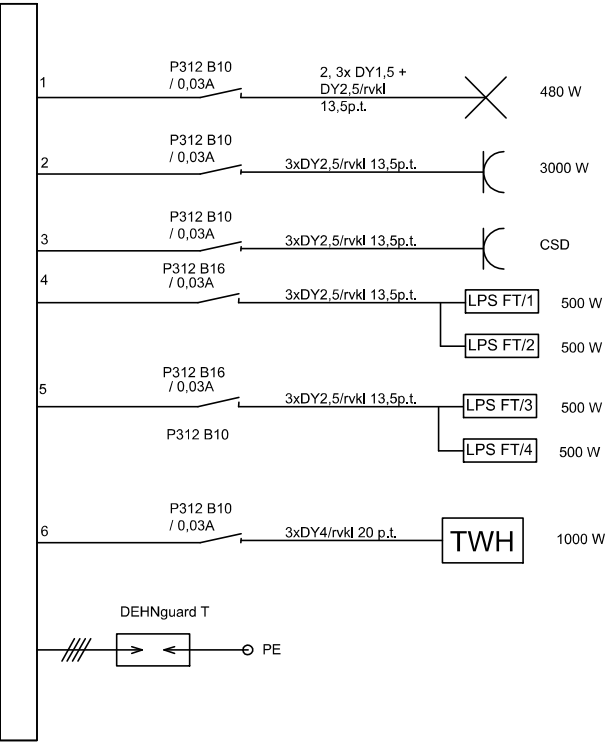 1
P312 B10
/ 0,03A
2, 3x DY1,5 +
DY2,5/rvkl
13,5p.t.
480 W
2
P312 B10
/ 0,03A
3xDY2,5/rvkl 13,5p.t.
3000 W
3
P312 B10
/ 0,03A
3xDY2,5/rvkl 13,5p.t.
CSD
4
P312 B16
/ 0,03A
3xDY2,5/rvkl 13,5p.t.
LPS FT/1
500 W
LPS FT/2
500 W
5
P312 B16
/ 0,03A
3xDY2,5/rvkl 13,5p.t.
LPS FT/3
500 W
P312 B10
LPS FT/4
500 W
6
P312 B10
/ 0,03A
3xDY4/rvkl 20 p.t.
TWH
1000 W
DEHNguard T
PE